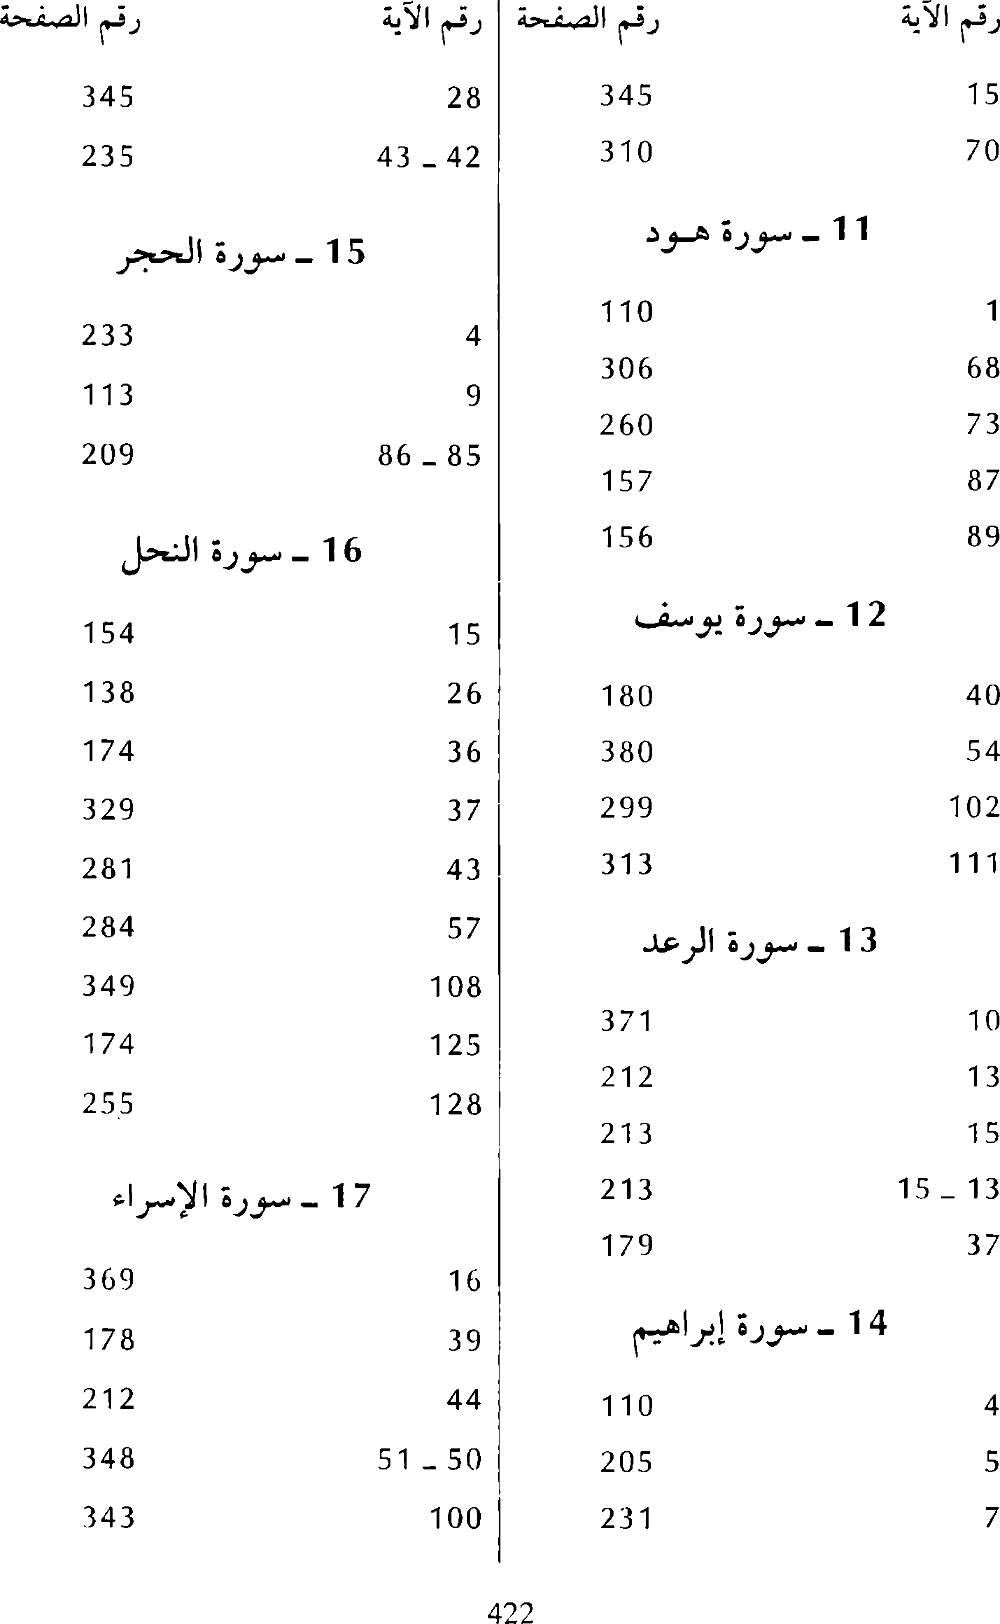 رقم الآية رقم الصفحة
15 345
70 310
11 ـ سورة هـود
1 110
68 306
73 260
87 157
89 156
12 ـ سورة يوسف
40 180
54 380
102 299
111 313
13 ـ سورة الرعد
10 371
13 212
15 213
13 ـ 15 213
37 179
14 ـ سورة إبراهيم
4 110
5 205
7 231
رقم الآية رقم الصفحة
28 345
42 ـ 43 235
15 ـ سورة الحجر
4 233
9 113
85 ـ 86 209
16 ـ سورة النحل
15 154
26 138
36 174
37 329
43 281
57 284
108 349
125 174
128 255
17 ـ سورة الإسراء
16 369
39 178
44 212
50 ـ 51 348
100 343
422